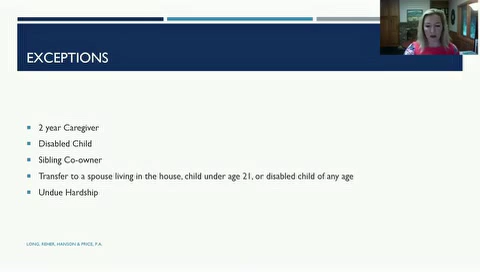 EXCEPTIONS
2 year Caregiver
Disabled Child
Sibling Co-owner
Transfer to a spouse living in the house, child under age 21, or disabled child of any age
Undue Hardship
LONG, REHER, HANSON & PRICE, P.A.